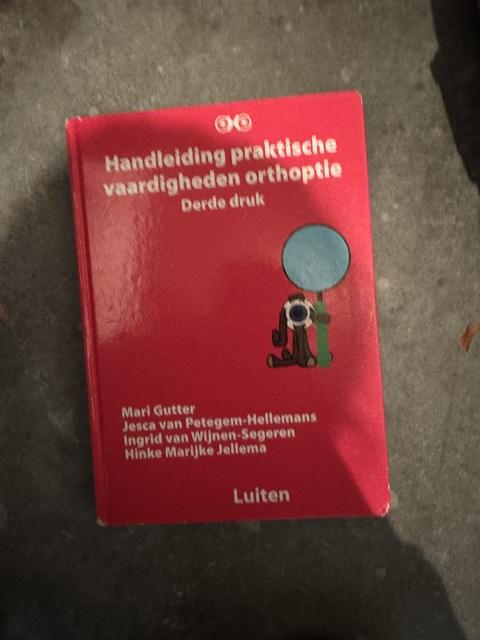 Handleiding praktische
vaardigheden orthoptie
Derde druk
Mari Gutter
Jesca van Petegem-Hellemans
Ingrid van Wijnen-Segeren
Hinke Marijke Jellema
Luiten